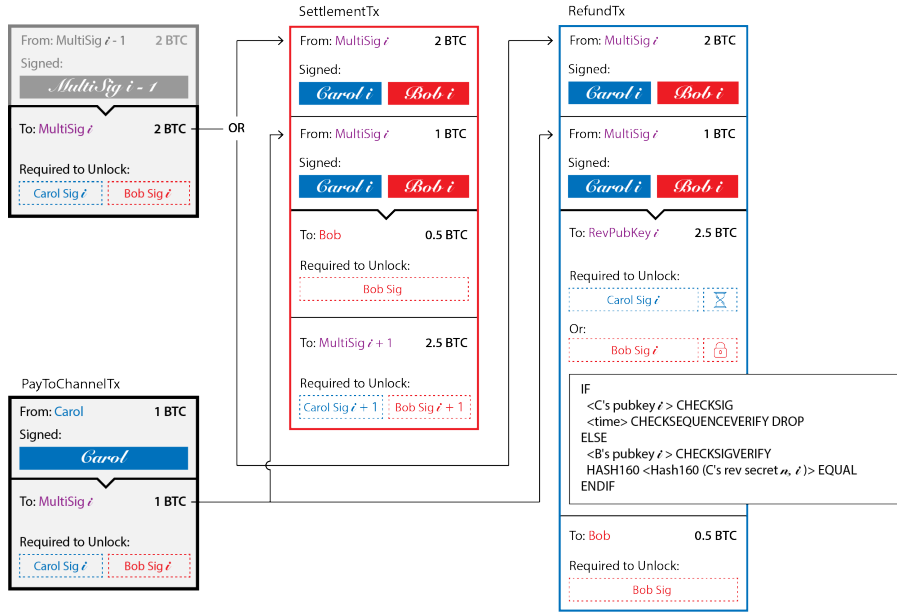 From: MultiSig i - 1 2 BTC
Signed:
MultiSig i - 1
To: MultiSig i 2 BTC
Required to Unlock:
Carol Sig i Bob Sig i
OR
PayToChannelTx
From: Carol 1 BTC
Signed:
Carol
To: MultiSig i 1 BTC
Required to Unlock:
Carol Sig i Bob Sig i
SettlementTx
From: MultiSig i 2 BTC
Signed:
Carol i Bob i
From: MultiSig i 1 BTC
Signed:
Carol i Bob i
To: Bob 0.5 BTC
Required to Unlock:
Bob Sig
To: MultiSig i + 1 2.5 BTC
Required to Unlock:
Carol Sig i + 1 Bob Sig i + 1
RefundTx
From: MultiSig i 2 BTC
Signed:
Carol i Bob i
From: MultiSig i 1 BTC
Signed:
Carol i Bob i
To: RevPubKey i 2.5 BTC
Required to Unlock:
Carol Sig i
Or:
Bob Sig i
IF
<C's pubkey i > CHECKSIG
<time> CHECKSEQUENCEVERIFY DROP
ELSE
<B's pubkey i > CHECKSIGVERIFY
HASH160 <Hash160 (C's rev secret n, i )> EQUAL
ENDIF
To: Bob 0.5 BTC
Required to Unlock:
Bob Sig